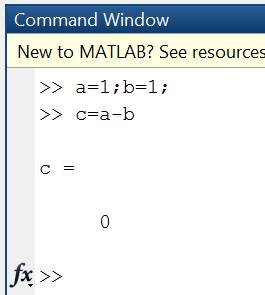 Command Window
New to MATLAB? See resources
>> a=1;b=1;
>> c=a-b
c =
0
fx >>